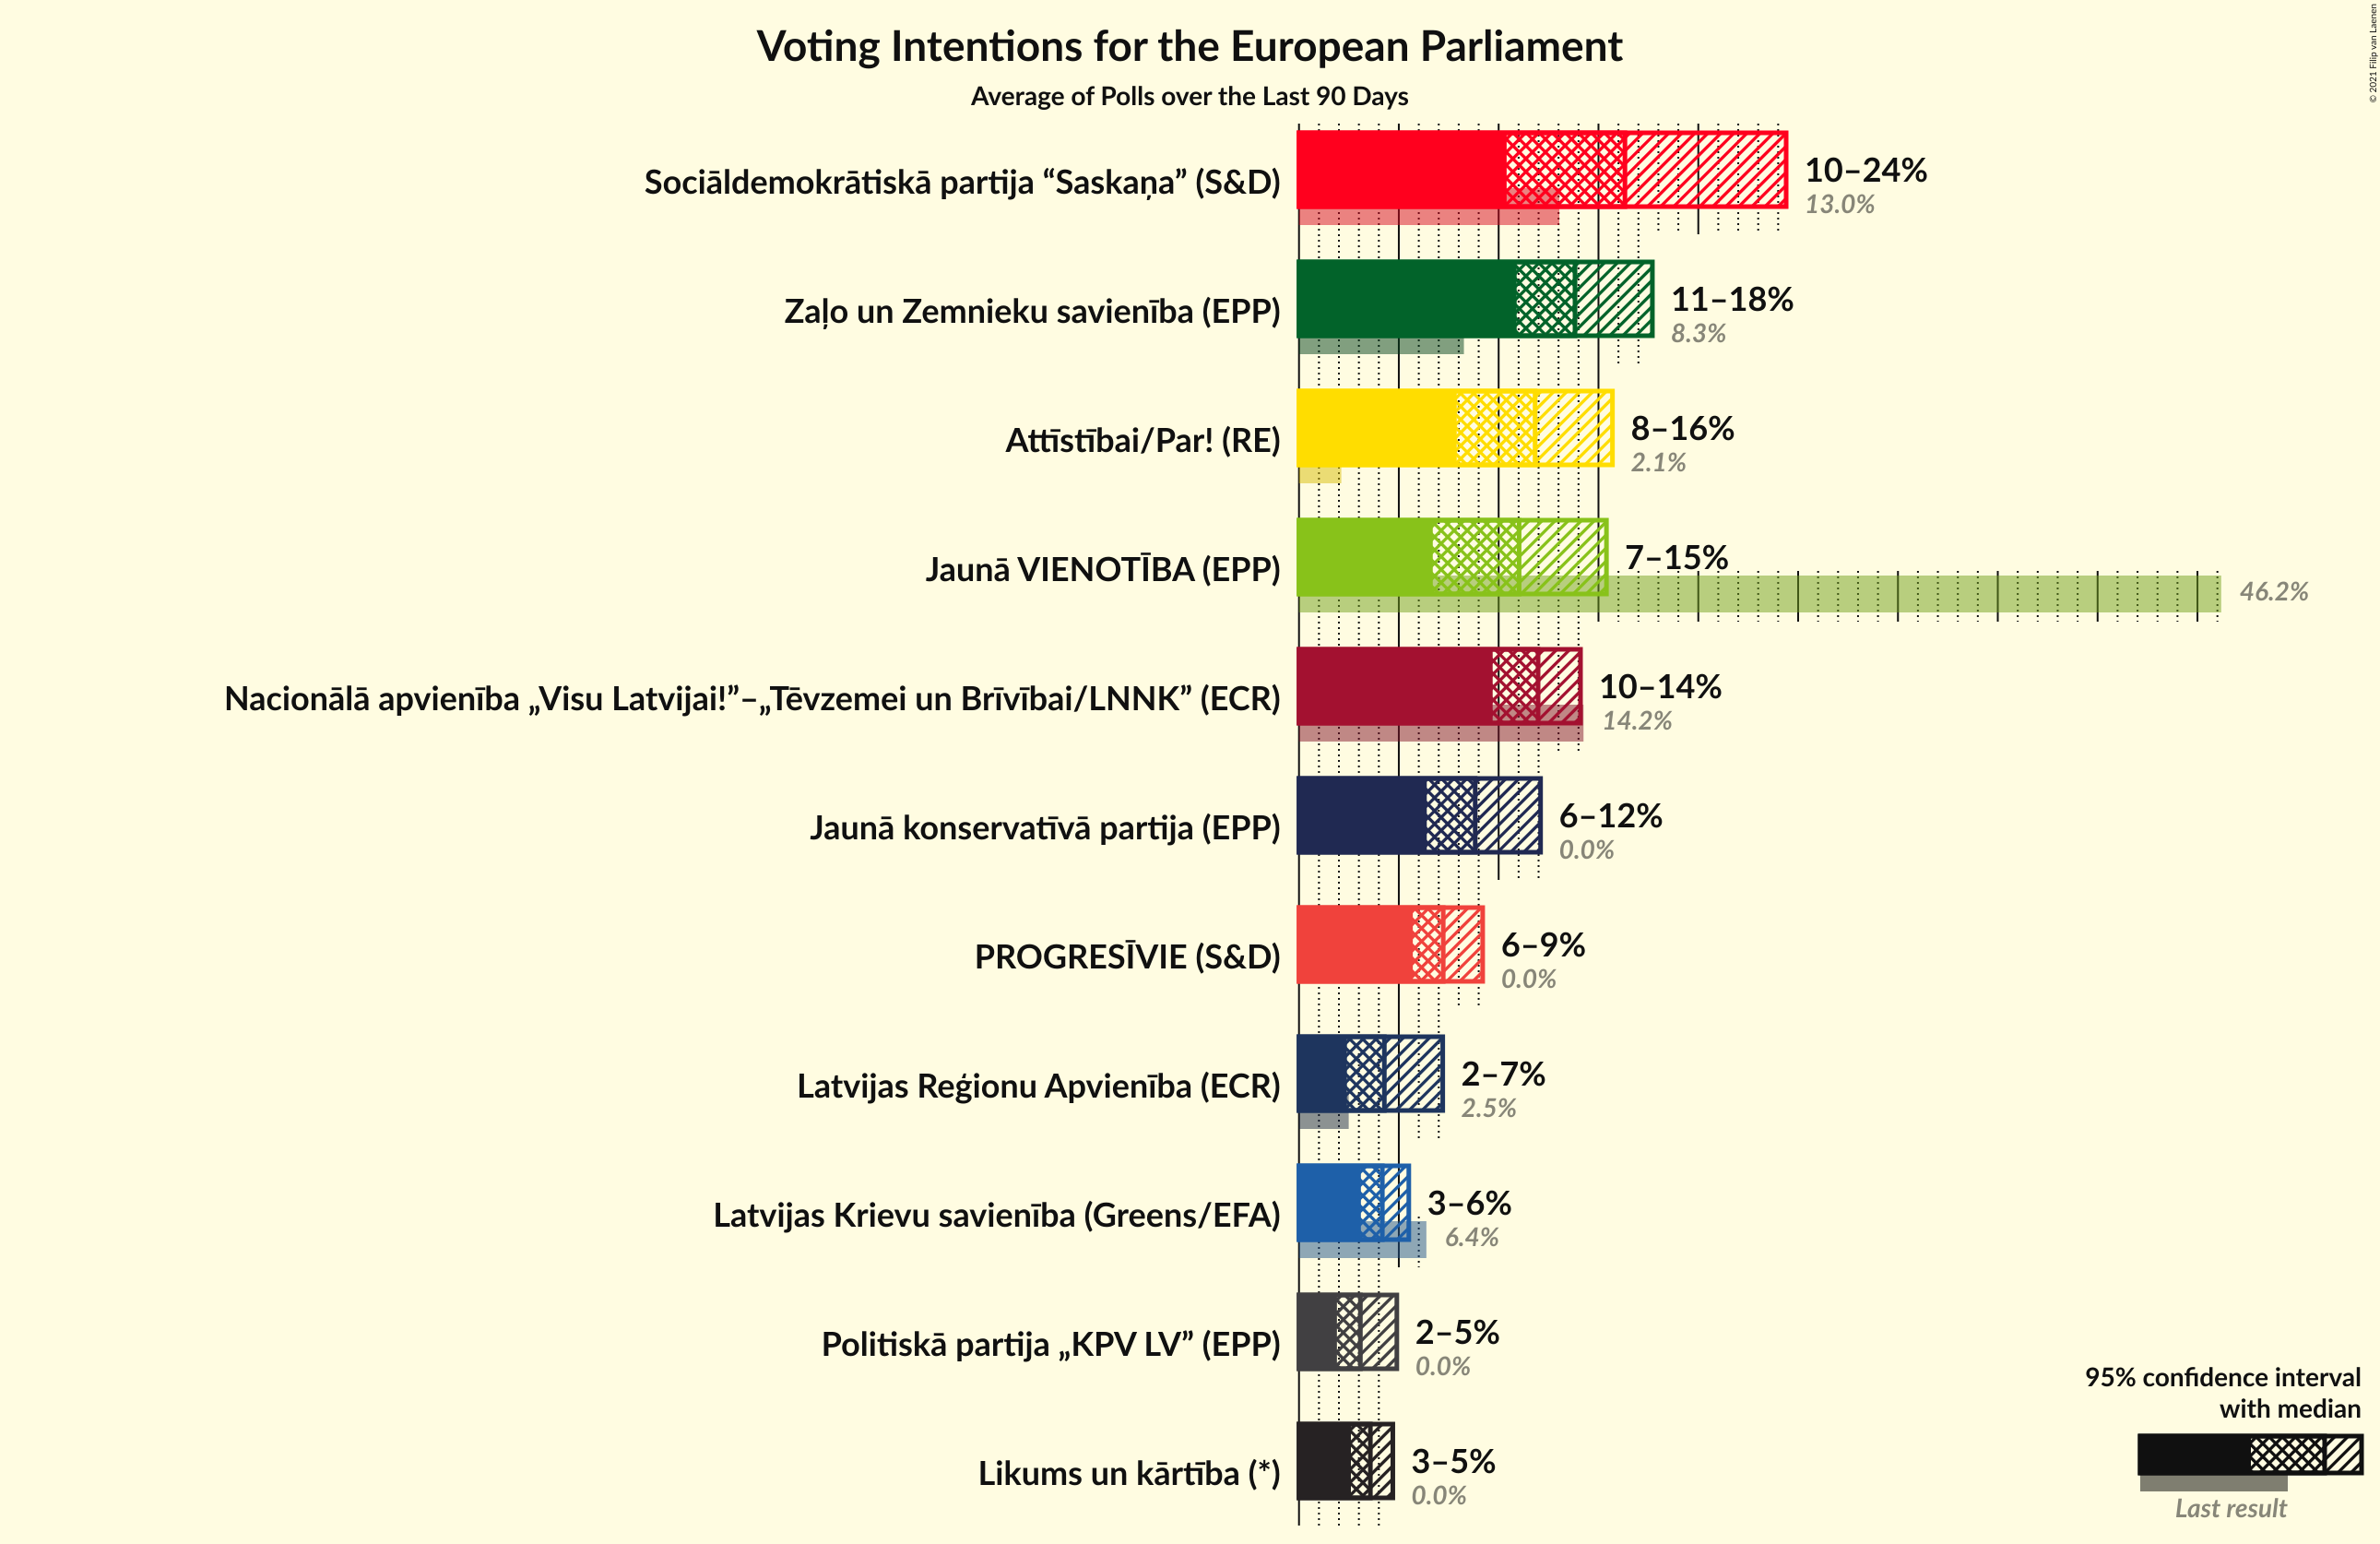 Voting Intentions for the European Parliament
Average of Polls over the Last 90 Days
© 2021 Filip van Laenen
Sociāldemokrātiskā partija “Saskaņa” (S&D)
10–24%
13.0%
Zaļo un Zemnieku savienība (EPP)
11–18%
8.3%
Attīstībai/Par! (RE)
8–16%
2.1%
Jaunā VIENOTĪBA (EPP)
7–15%
46.2%
Nacionālā apvienība „Visu Latvijai!”–„Tēvzemei un Brīvībai/LNNK” (ECR)
10–14%
14.2%
Jaunā konservatīvā partija (EPP)
6–12%
0.0%
PROGRESĪVIE (S&D)
6–9%
0.0%
Latvijas Reģionu Apvienība (ECR)
2–7%
2.5%
Latvijas Krievu savienība (Greens/EFA)
3–6%
6.4%
Politiskā partija „KPV LV” (EPP)
2–5%
0.0%
Likums un kārtība (*)
3–5%
0.0%
95% confidence interval
with median
Last result